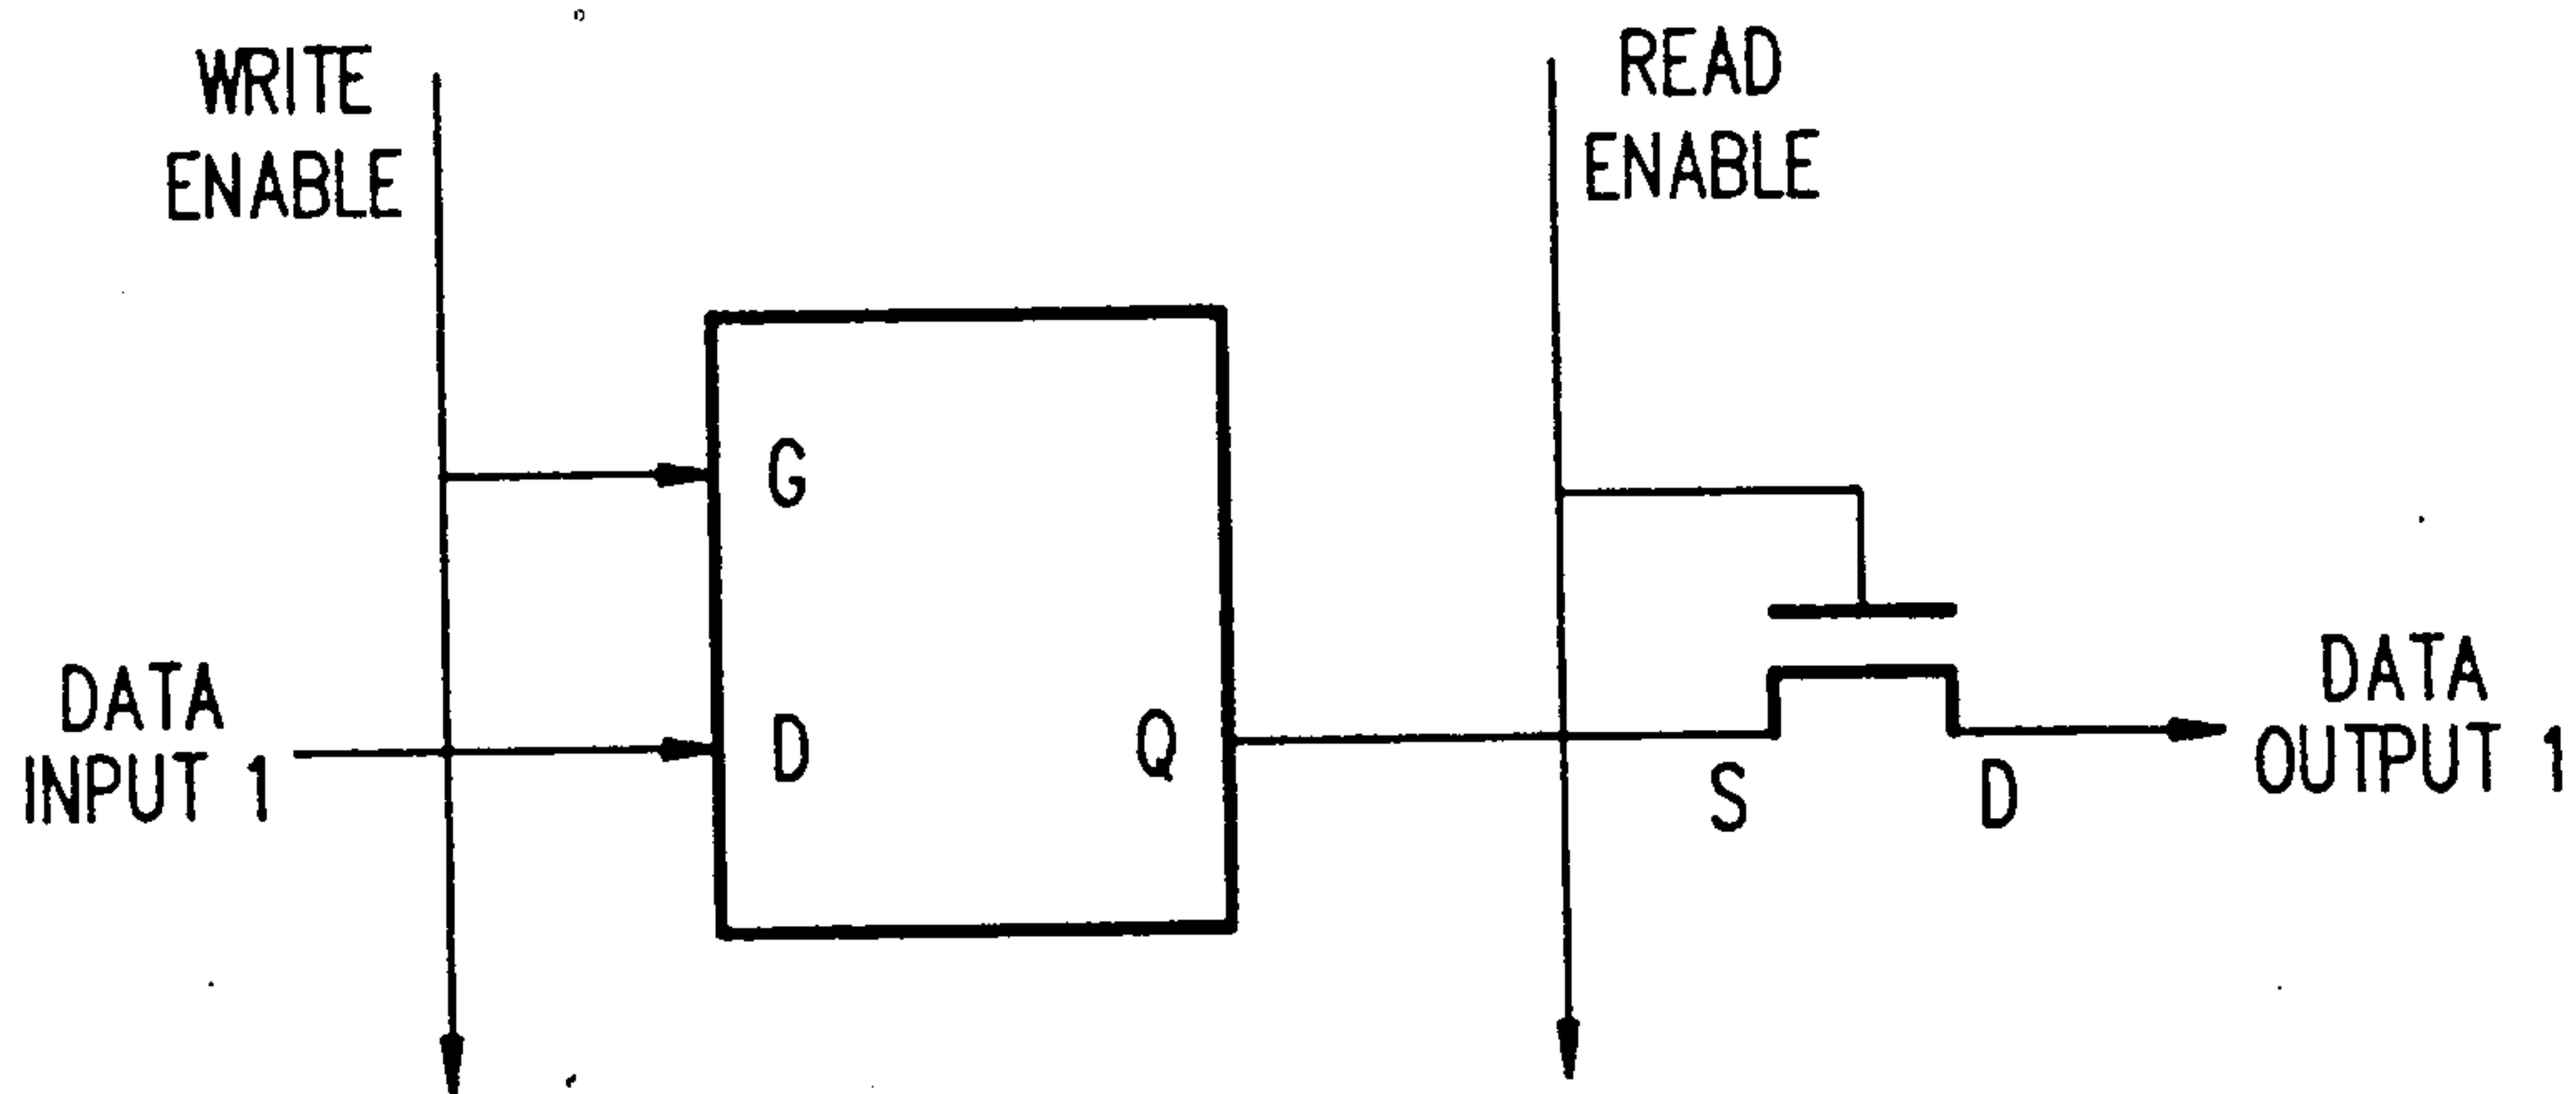 WRITE
ENABLE
READ
ENABLE
G
DATA
INPUT 1
D
Q
S
D
DATA
OUTPUT 1